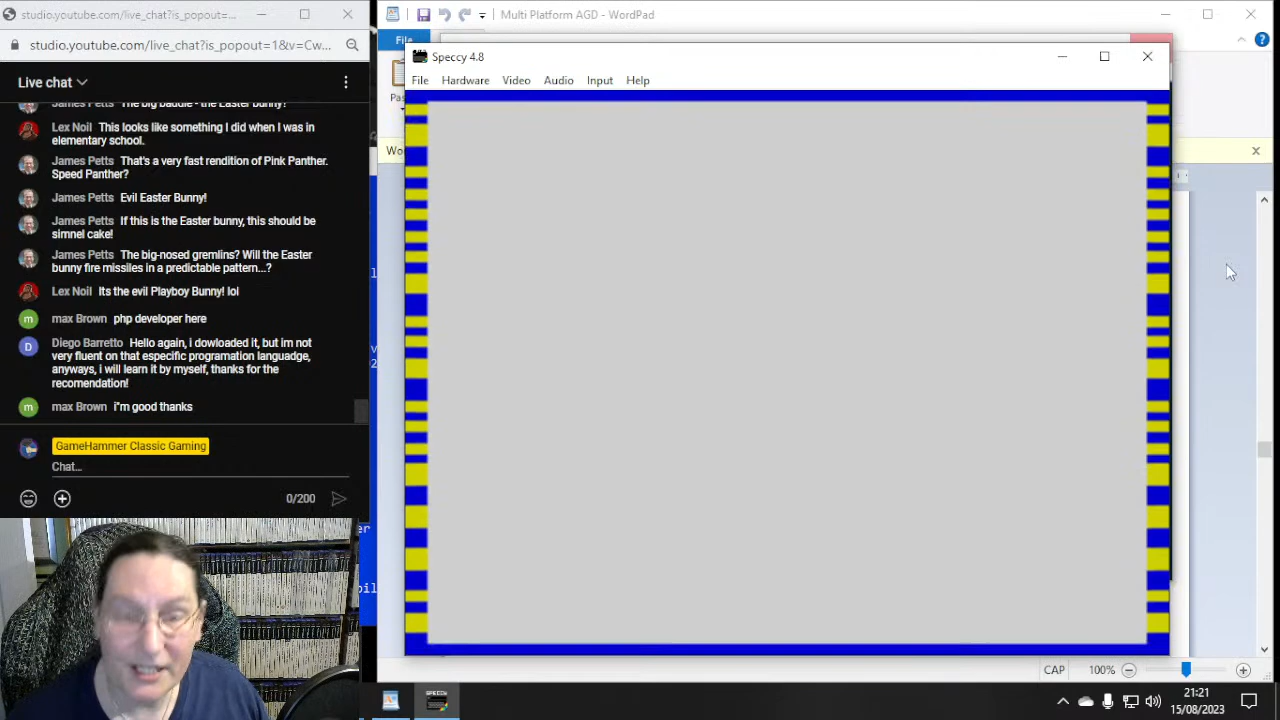 studio.youtube.com/live_chat?is_popout=...
studio.youtube.com/live_chat?is_popout=1&v=Cw...
Live chat
James Petts The big baddie - the Easter Bunny?
Lex Noil This looks like something I did when I was in
elementary school.
James Petts That's a very fast rendition of Pink Panther.
Speed Panther?
James Petts Evil Easter Bunny!
James Petts If this is the Easter bunny, this should be
simnel cake!
James Petts The big-nosed gremlins? Will the Easter
bunny fire missiles in a predictable pattern...?
Lex Noil Its the evil Playboy Bunny! lol
m
max Brown php developer here
D
Diego Barretto Hello again, i dowloaded it, but im not
very fluent on that especific programation languadge,
anyways, i will learn it by myself, thanks for the
recomendation!
m
max Brown i"m good thanks
GameHammer Classic Gaming
Chat...
0/200
Multi Platform AGD - WordPad
File
Pas
Wo
Speccy 4.8
File Hardware Video Audio Input Help
er
pil
CAP
100%
SPECCY
21:21
15/08/2023